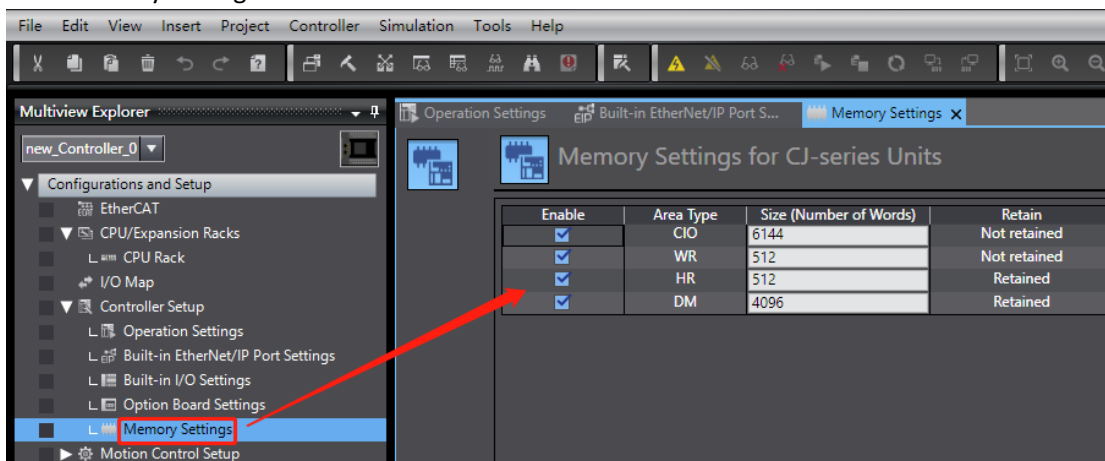 File Edit View Insert Project Controller Simulation Tools Help
Multiview Explorer
Operation Settings
EIP Built-in EtherNet/IP Port S...
Memory Settings
new_Controller_0
Memory Settings for CJ-series Units
Configurations and Setup
EtherCAT
CPU/Expansion Racks
CPU Rack
I/O Map
Controller Setup
Operation Settings
EIP Built-in EtherNet/IP Port Settings
Built-in I/O Settings
Option Board Settings
Memory Settings
Motion Control Setup
Enable Area Type Size (Number of Words) Retain
CIO 6144 Not retained
WR 512 Not retained
HR 512 Retained
DM 4096 Retained